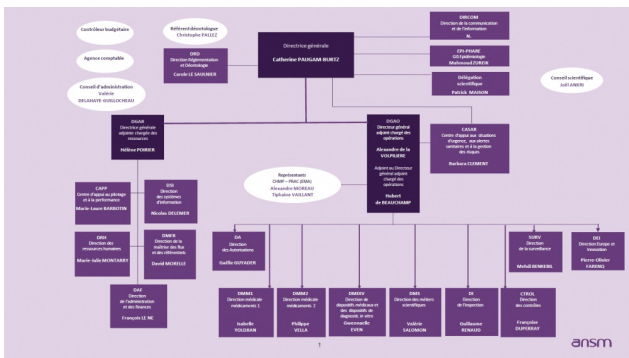 Contrôleur budgétaire
Agence comptable
Conseil d'administration
Valérie
DELAHAYE-GUILLOCHEAU
Référent déontologue
Christophe PALLEZ
DRD
Direction Réglementation
et Déontologie
Carole LE SAULNIER
Directrice générale
Catherine PAUGAM-BURTZ
DIRCOM
Direction de la communication
et de l'information
N.
EPI-PHARE
GIS Epidémiologie
Mahmoud ZUREIK
Délégation
scientifique
Patrick MAISON
Conseil scientifique
Joël ANKRI
DGAR
Directrice générale
adjointe chargée des
ressources
Hélène POIRIER
DGAO
Directeur général
adjoint chargé des
opérations
Alexandre de la
VOLPILIERE
Adjoint au Directeur
général adjoint
chargé des
opérations
Hubert
de BEAUCHAMP
CASAR
Centre d'appui aux situations
d'urgence, aux alertes
sanitaires et à la gestion
des risques
Barbara CLEMENT
Représentants
CHMP – PRAC (EMA)
Alexandre MOREAU
Tiphaine VAILLANT
CAPP
Centre d'appui au pilotage
et à la performance
Marie-Laure BARBOTIN
DSI
Direction
des systèmes
d'information
Nicolas DELEMER
DRH
Direction des
ressources humaines
Marie-Julie MONTARRY
DMFR
Direction de la
maîtrise des flux
et des référentiels
David MORELLE
DAF
Direction
de l'administration
et des finances
François LE NE
DA
Direction
des Autorisations
Gaëlle GUYADER
SURV
Direction
de la surveillance
Mehdi BENKEBIL
DEI
Direction Europe et
Innovation
Pierre-Olivier
FARENQ
DMM1
Direction médicale
médicaments 1
Isabelle
YOLDJIAN
DMM2
Direction médicale
médicaments 2
Philippe
VELLA
DMDIV
Direction de
dispositifs médicaux et
des dispositifs de
diagnostic in vitro
Gwennaelle
EVEN
DMS
Direction des métiers
scientifiques
Valérie
SALOMON
DI
Direction
de l'inspection
Guillaume
RENAUD
CTROL
Direction
des contrôles
Françoise
DUPERRAY
1
ansm